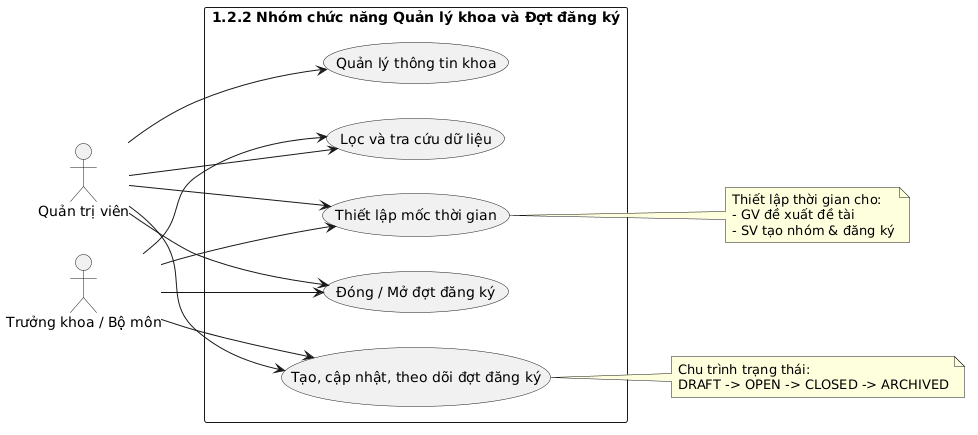 1.2.2 Nhóm chức năng Quản lý khoa và Đợt đăng ký
Quản lý thông tin khoa
Lọc và tra cứu dữ liệu
Quản trị viên
Thiết lập mốc thời gian
Thiết lập thời gian cho:
- GV đề xuất đề tài
- SV tạo nhóm & đăng ký
Đóng / Mở đợt đăng ký
Trưởng khoa / Bộ môn
Tạo, cập nhật, theo dõi đợt đăng ký
Chu trình trạng thái:
DRAFT -> OPEN -> CLOSED -> ARCHIVED